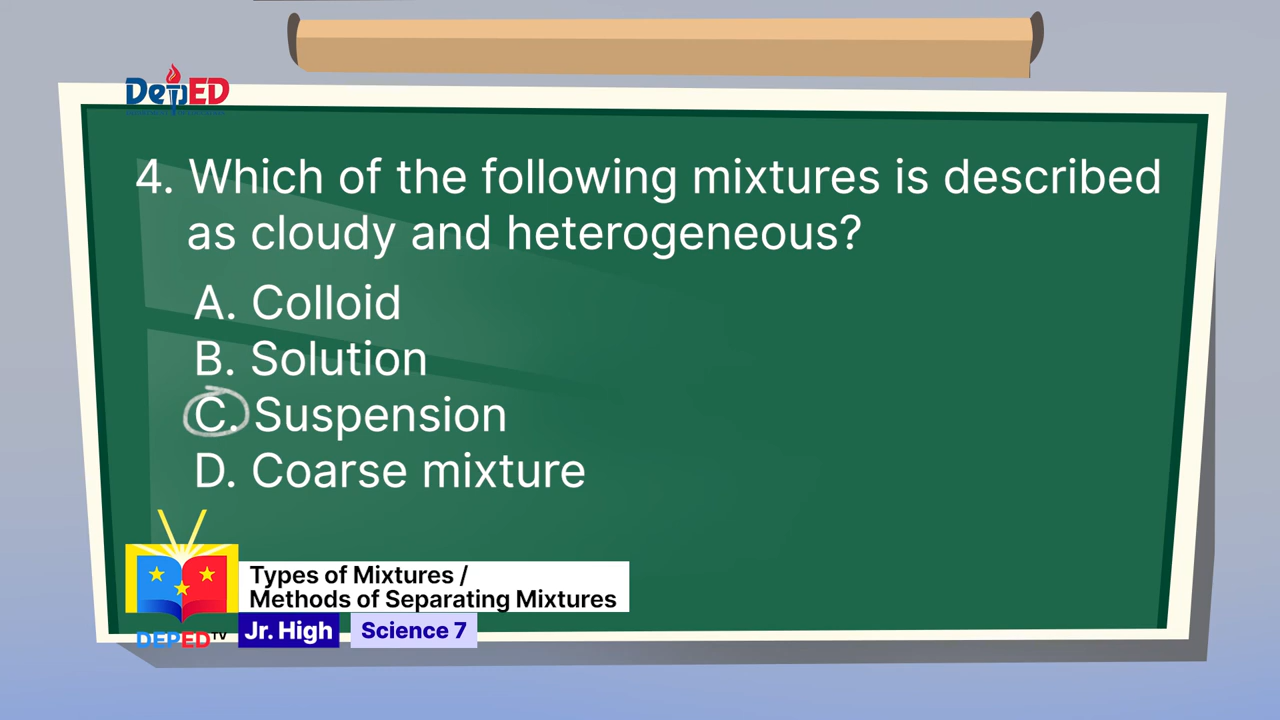 DepED
4. Which of the following mixtures is described
as cloudy and heterogeneous?
A. Colloid
B. Solution
C. Suspension
D. Coarse mixture
Types of Mixtures /
Methods of Separating Mixtures
DEPED TV
Jr. High
Science 7